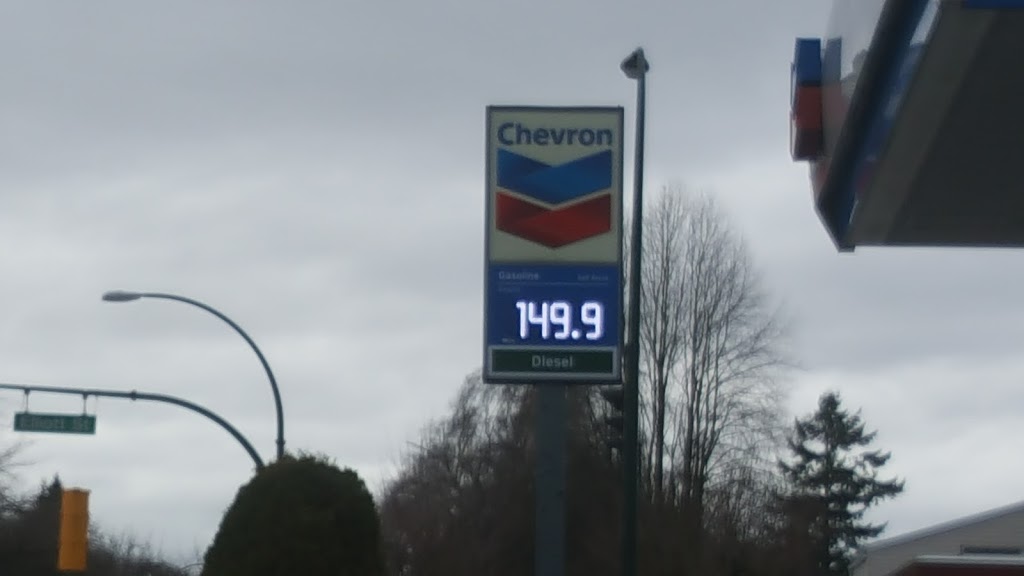 Chevron
Gasoline
149.9
Diesel